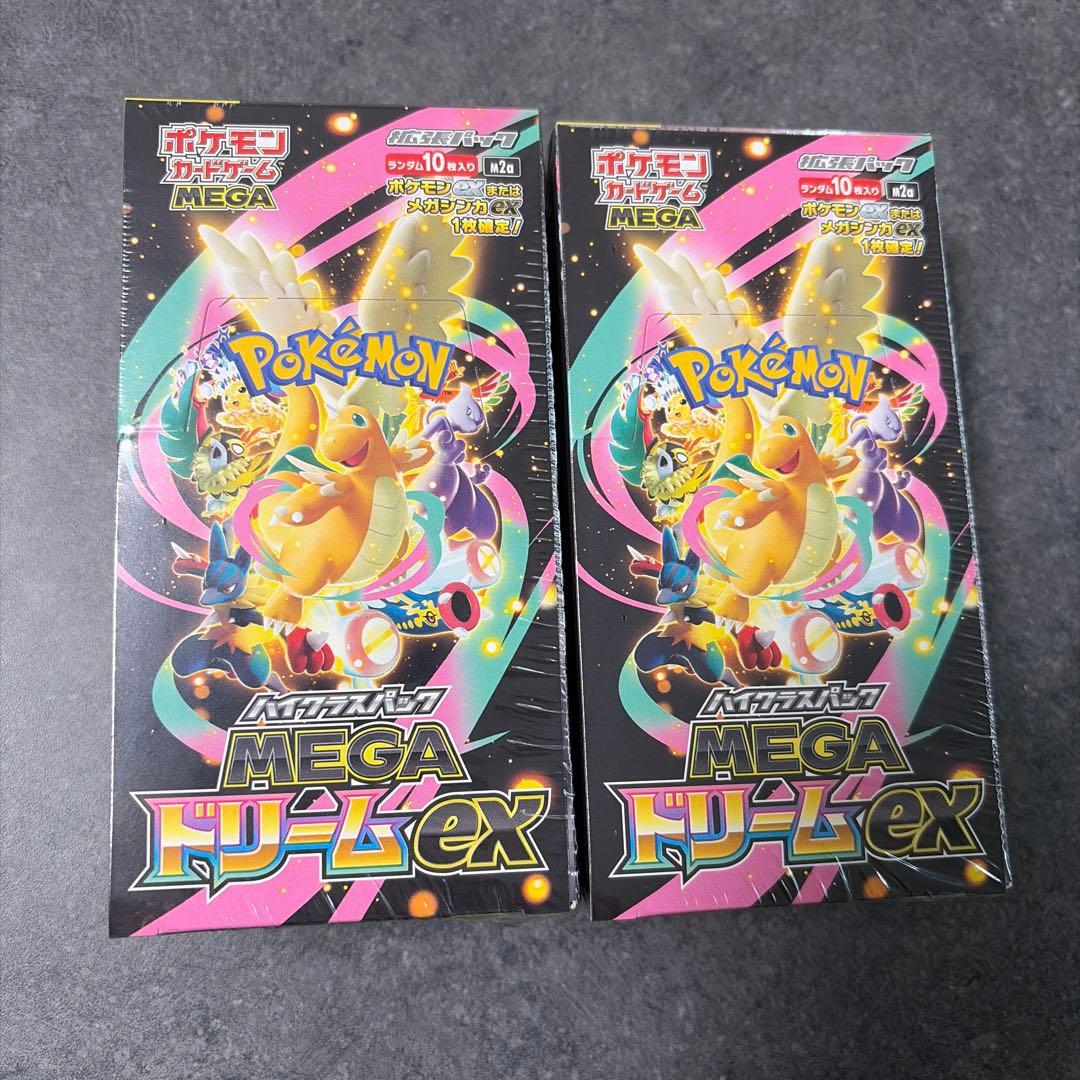 ポケモン
カードゲーム
MEGA
拡張パック
ランダム10枚入り M2a
ポケモンexまたは
メガシンカex
1枚確定!
POKÉMON
TM
ハイクラスパック
MEGA
ドリームex
ポケモン
カードゲーム
MEGA
拡張パック
ランダム10枚入り M2a
ポケモンexまたは
メガシンカex
1枚確定!
POKÉMON
TM
ハイクラスパック
MEGA
ドリームex